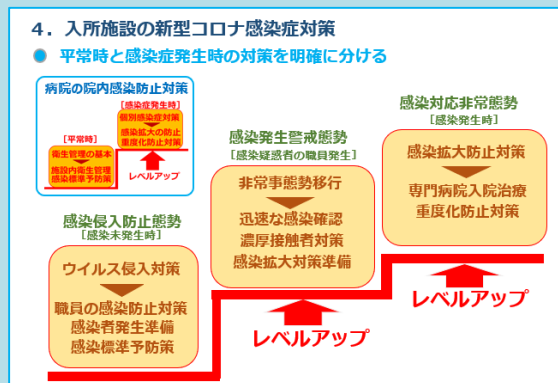 ４．入所施設の新型コロナ感染症対策
● 平常時と感染症発生時の対策を明確に分ける
病院の院内感染防止対策
[感染症発生時]
個別感染症対策
感染拡大の防止
重度化防止対策
[平常時]
衛生管理の基本
施設内衛生管理
感染標準予防策
レベルアップ
感染侵入防止態勢
[感染未発生時]
ウイルス侵入対策
職員の感染防止対策
感染者発生準備
感染標準予防策
感染発生警戒態勢
[感染疑惑者の職員発生]
非常事態勢移行
迅速な感染確認
濃厚接触者対策
感染拡大対策準備
レベルアップ
感染対応非常態勢
[感染発生時]
感染拡大防止対策
専門病院入院治療
重度化防止対策
レベルアップ